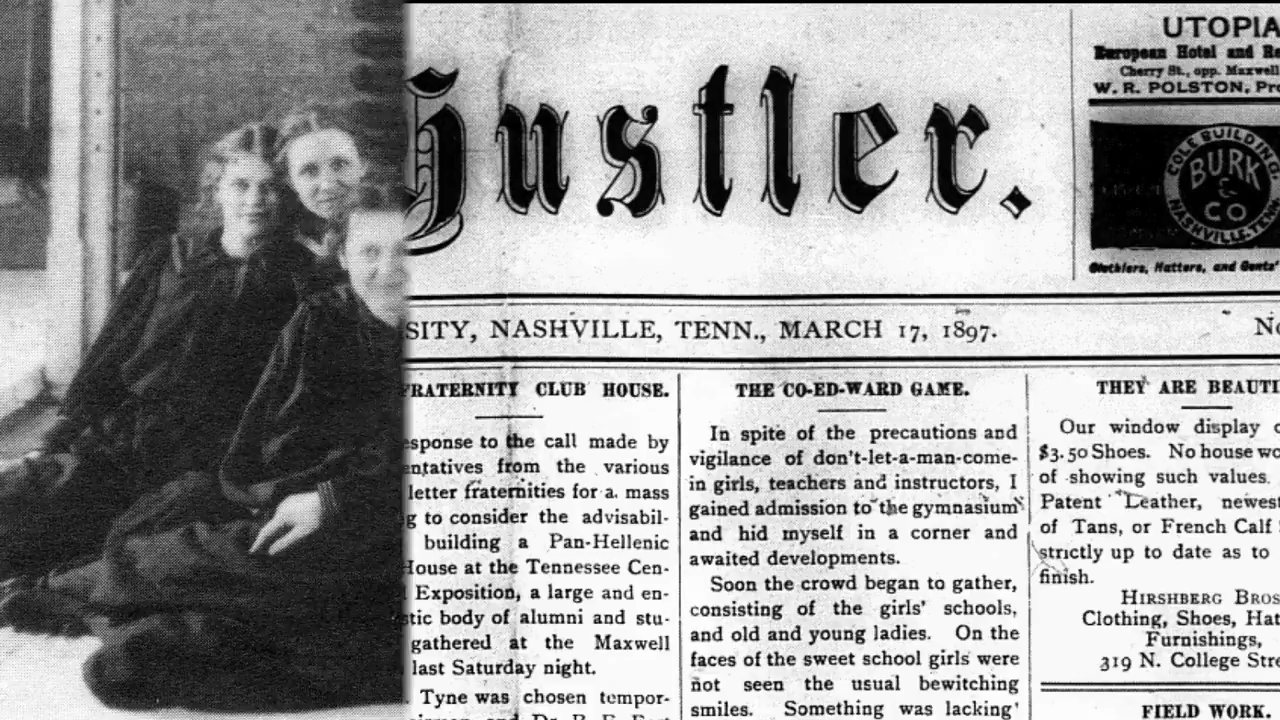 Hustler.
UTOPIA
European Hotel and
Cherry St., opp. Maxwell
W. R. POLSTON,
COLE BUILDING.
BURK
&
CO
NASHVILLE, TENN.
Clothiers, Hatters, and Gents'
SITY, NASHVILLE, TENN., MARCH 17, 1897.
FRATERNITY CLUB HOUSE.
esponse to the call made by
entatives from the various
letter fraternities for a mass
g to consider the advisabil-
building a Pan-Hellenic
House at the Tennessee Cen-
Exposition, a large and en-
stic body of alumni and stu-
gathered at the Maxwell
last Saturday night.
Tyne was chosen tempor-
THE CO-ED-WARD GAME.
In spite of the precautions and
vigilance of don't-let-a-man-come-
in girls, teachers and instructors, I
gained admission to the gymnasium
and hid myself in a corner and
awaited developments.
Soon the crowd began to gather,
consisting of the girls' schools,
and old and young ladies. On the
faces of the sweet school girls were
not seen the usual bewitching
smiles. Something was lacking
THEY ARE BEAUTI
Our window display
$3.50 Shoes. No house wo
of showing such values.
Patent Leather, newes
of Tans, or French Calf
strictly up to date as to
finish.
HIRSHBERG BROS
Clothing, Shoes, Hat
Furnishings,
319 N. College Stre
FIELD WORK.